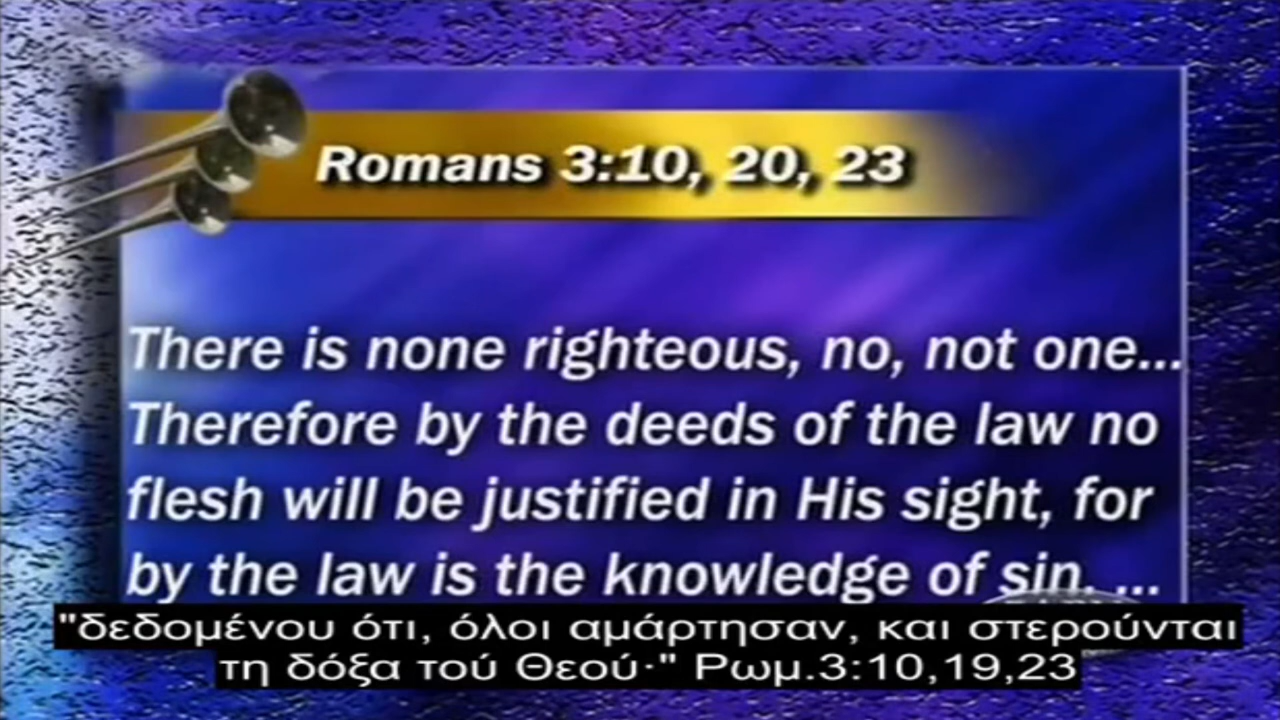 Romans 3:10, 20, 23
There is none righteous, no, not one...
Therefore by the deeds of the law no
flesh will be justified in His sight, for
by the law is the knowledge of sin. ...
"δεδομένου ότι, όλοι αμάρτησαν, και στερούνται
τη δόξα τού Θεού·" Ρωμ.3:10,19,23